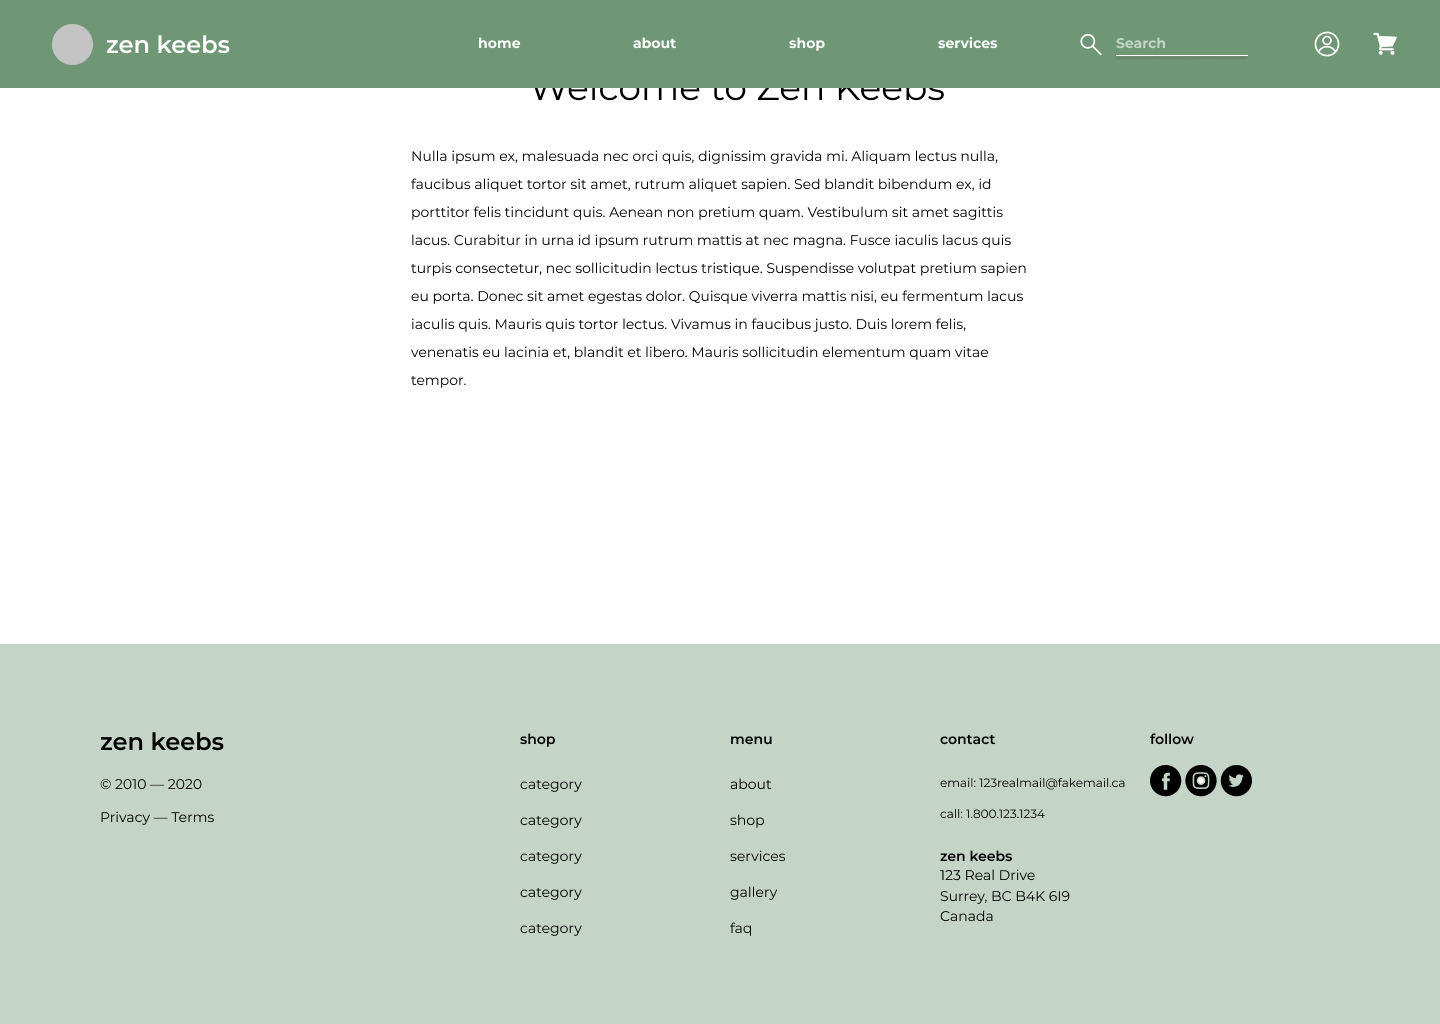 zen keebs
home
about
shop
services
Search
Welcome to Zen Keebs
Nulla ipsum ex, malesuada nec orci quis, dignissim gravida mi. Aliquam lectus nulla,
faucibus aliquet tortor sit amet, rutrum aliquet sapien. Sed blandit bibendum ex, id
porttitor felis tincidunt quis. Aenean non pretium quam. Vestibulum sit amet sagittis
lacus. Curabitur in urna id ipsum rutrum mattis at nec magna. Fusce iaculis lacus quis
turpis consectetur, nec sollicitudin lectus tristique. Suspendisse volutpat pretium sapien
eu porta. Donec sit amet egestas dolor. Quisque viverra mattis nisi, eu fermentum lacus
iaculis quis. Mauris quis tortor lectus. Vivamus in faucibus justo. Duis lorem felis,
venenatis eu lacinia et, blandit et libero. Mauris sollicitudin elementum quam vitae
tempor.
zen keebs
© 2010 — 2020
Privacy — Terms
shop
category
category
category
category
category
menu
about
shop
services
gallery
faq
contact
email: 123realmail@fakemail.ca
call: 1.800.123.1234
zen keebs
123 Real Drive
Surrey, BC B4K 6I9
Canada
follow